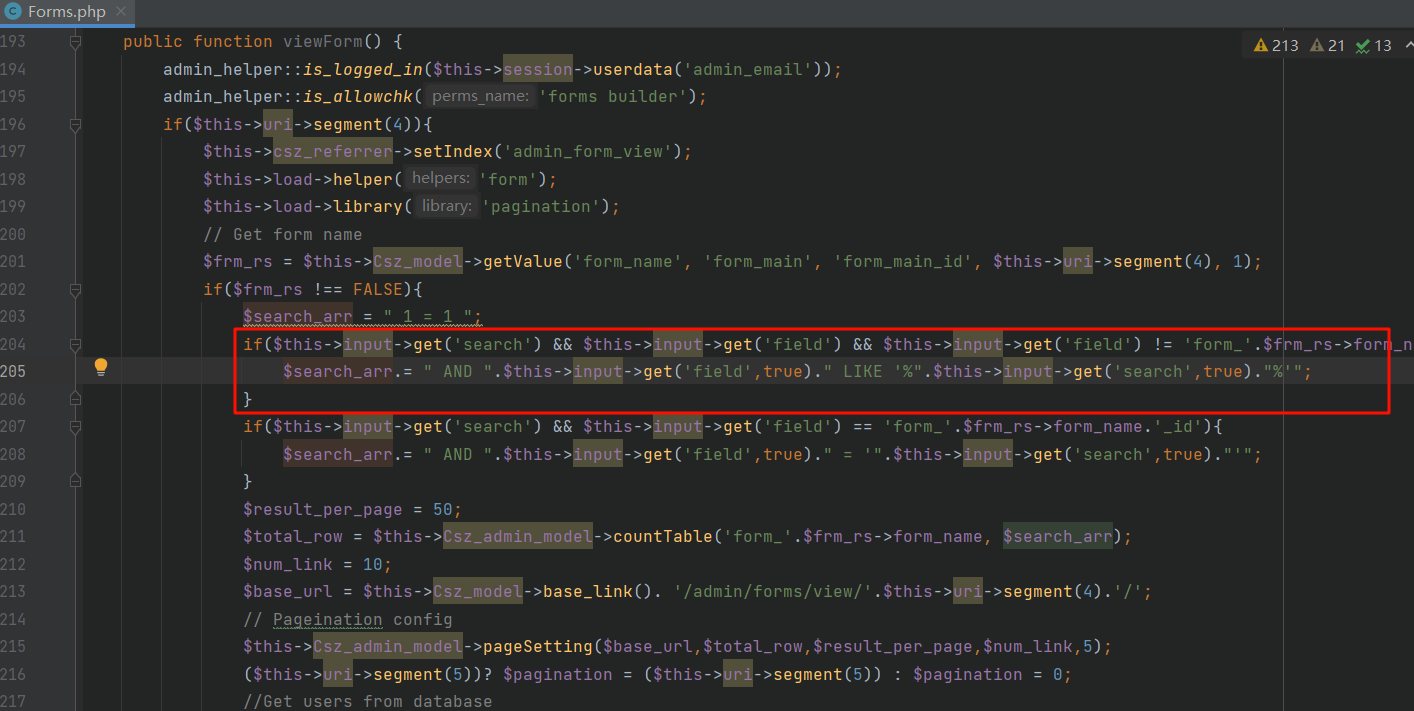 Forms.php
213 21 13
193 public function viewForm() {
194 admin_helper::is_logged_in($this->session->userdata('admin_email'));
195 admin_helper::is_allowchk( perms_name: 'forms builder');
196 if($this->uri->segment(4)){
197 $this->csz_referrer->setIndex('admin_form_view');
198 $this->load->helper( helpers: 'form');
199 $this->load->library( library: 'pagination');
200 // Get form name
201 $frm_rs = $this->Csz_model->getValue('form_name', 'form_main', 'form_main_id', $this->uri->segment(4), 1);
202 if($frm_rs !== FALSE){
203 $search_arr = " 1 = 1 ";
204 if($this->input->get('search') && $this->input->get('field') && $this->input->get('field') != 'form_'.$frm_rs->form_n
205 $search_arr.= " AND ".$this->input->get('field',true)." LIKE '%".$this->input->get('search',true)."%'";
206 }
207 if($this->input->get('search') && $this->input->get('field') == 'form_'.$frm_rs->form_name.'_id'){
208 $search_arr.= " AND ".$this->input->get('field',true)." = '".$this->input->get('search',true)."'";
209 }
210 $result_per_page = 50;
211 $total_row = $this->Csz_admin_model->countTable('form_'.$frm_rs->form_name, $search_arr);
212 $num_link = 10;
213 $base_url = $this->Csz_model->base_link(). '/admin/forms/view/'.$this->uri->segment(4).'/';
214 // Pageination config
215 $this->Csz_admin_model->pageSetting($base_url,$total_row,$result_per_page,$num_link,5);
216 ($this->uri->segment(5))? $pagination = ($this->uri->segment(5)) : $pagination = 0;
217 //Get users from database